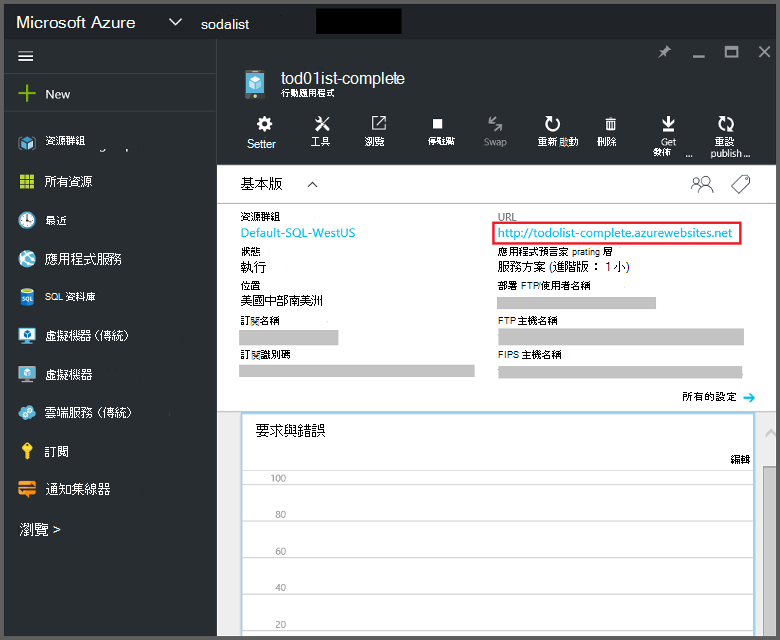 Microsoft Azure
sodalist
New
資源群組
所有資源
最近
應用程式服務
SQL 資料庫
虛擬機器 (傳統)
虛擬機器
雲端服務 (傳統)
訂閱
通知集線器
瀏覽 >
tod01ist-complete
行動應用程式
Setter
工具
瀏覽
Swap
重新啟動
刪除
Get
發佈 ...
重設
publish...
基本版
資源群組
Default-SQL-WestUS
狀態
執行
位置
美國中部南美洲
訂閱名稱
訂閱識別碼
URL
http://todolist-complete.azurewebsites.net
應用程式預言家 prating 層
服務方案 (進階版： 1 小)
部署 FTP/使用者名稱
FTP 主機名稱
FIPS 主機名稱
所有的設定
要求與錯誤
編輯
100
80
60
40
20